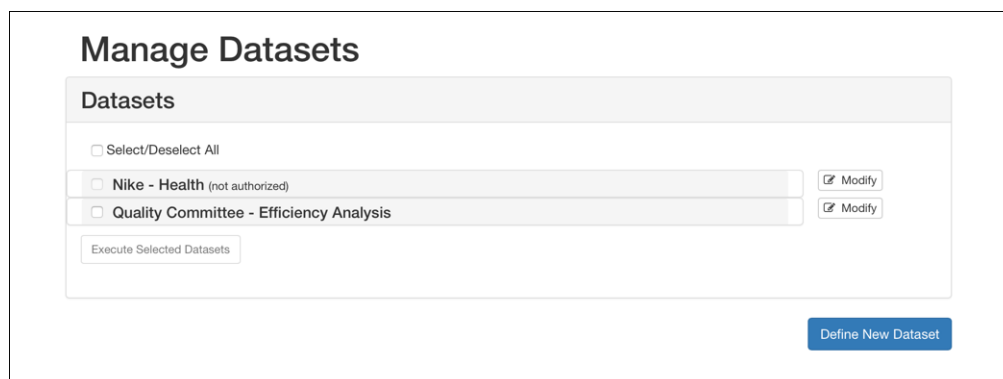 Manage Datasets
Datasets
Select/Deselect All
Nike - Health (not authorized)
Modify
Quality Committee - Efficiency Analysis
Modify
Execute Selected Datasets
Define New Dataset